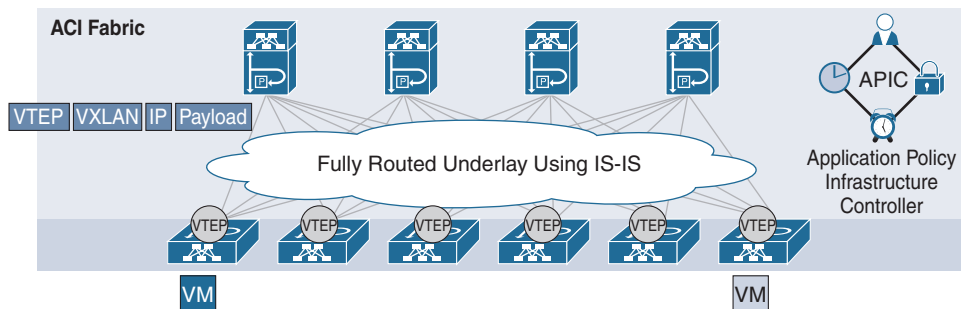 ACI Fabric
P
P
P
P
APIC
VTEP VXLAN IP Payload
Fully Routed Underlay Using IS-IS
Application Policy
Infrastructure
Controller
VTEP VTEP VTEP VTEP VTEP VTEP
VM
VM